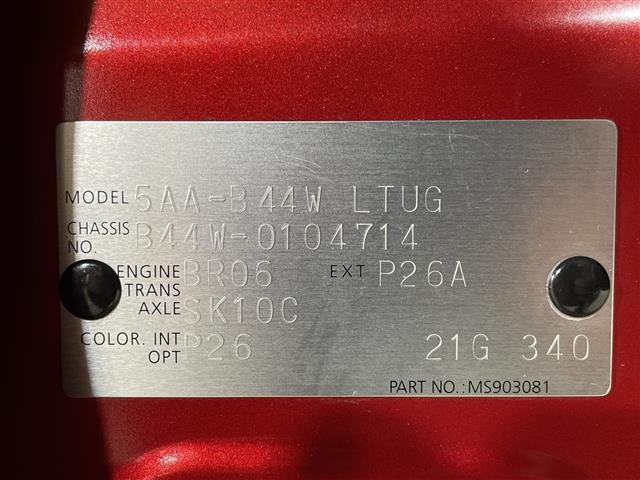 MODEL 5AA-B44W LTUG
CHASSIS NO. B44W-0104714
ENGINE BR06 EXT P26A
TRANS AXLE SK10C
COLOR. INT P26
OPT 21G 340
PART NO.:MS903081